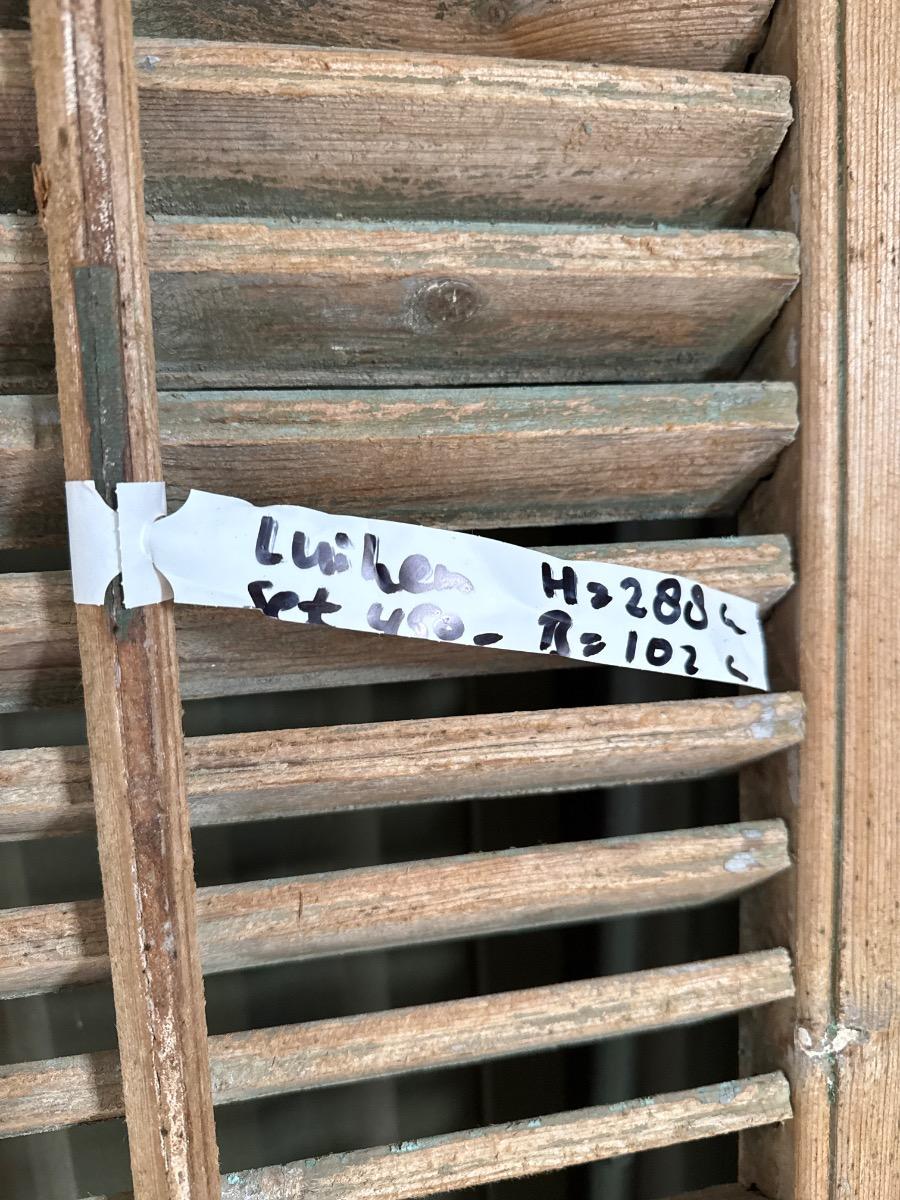 Luiken H=288 c
Set 450,- B=102 c